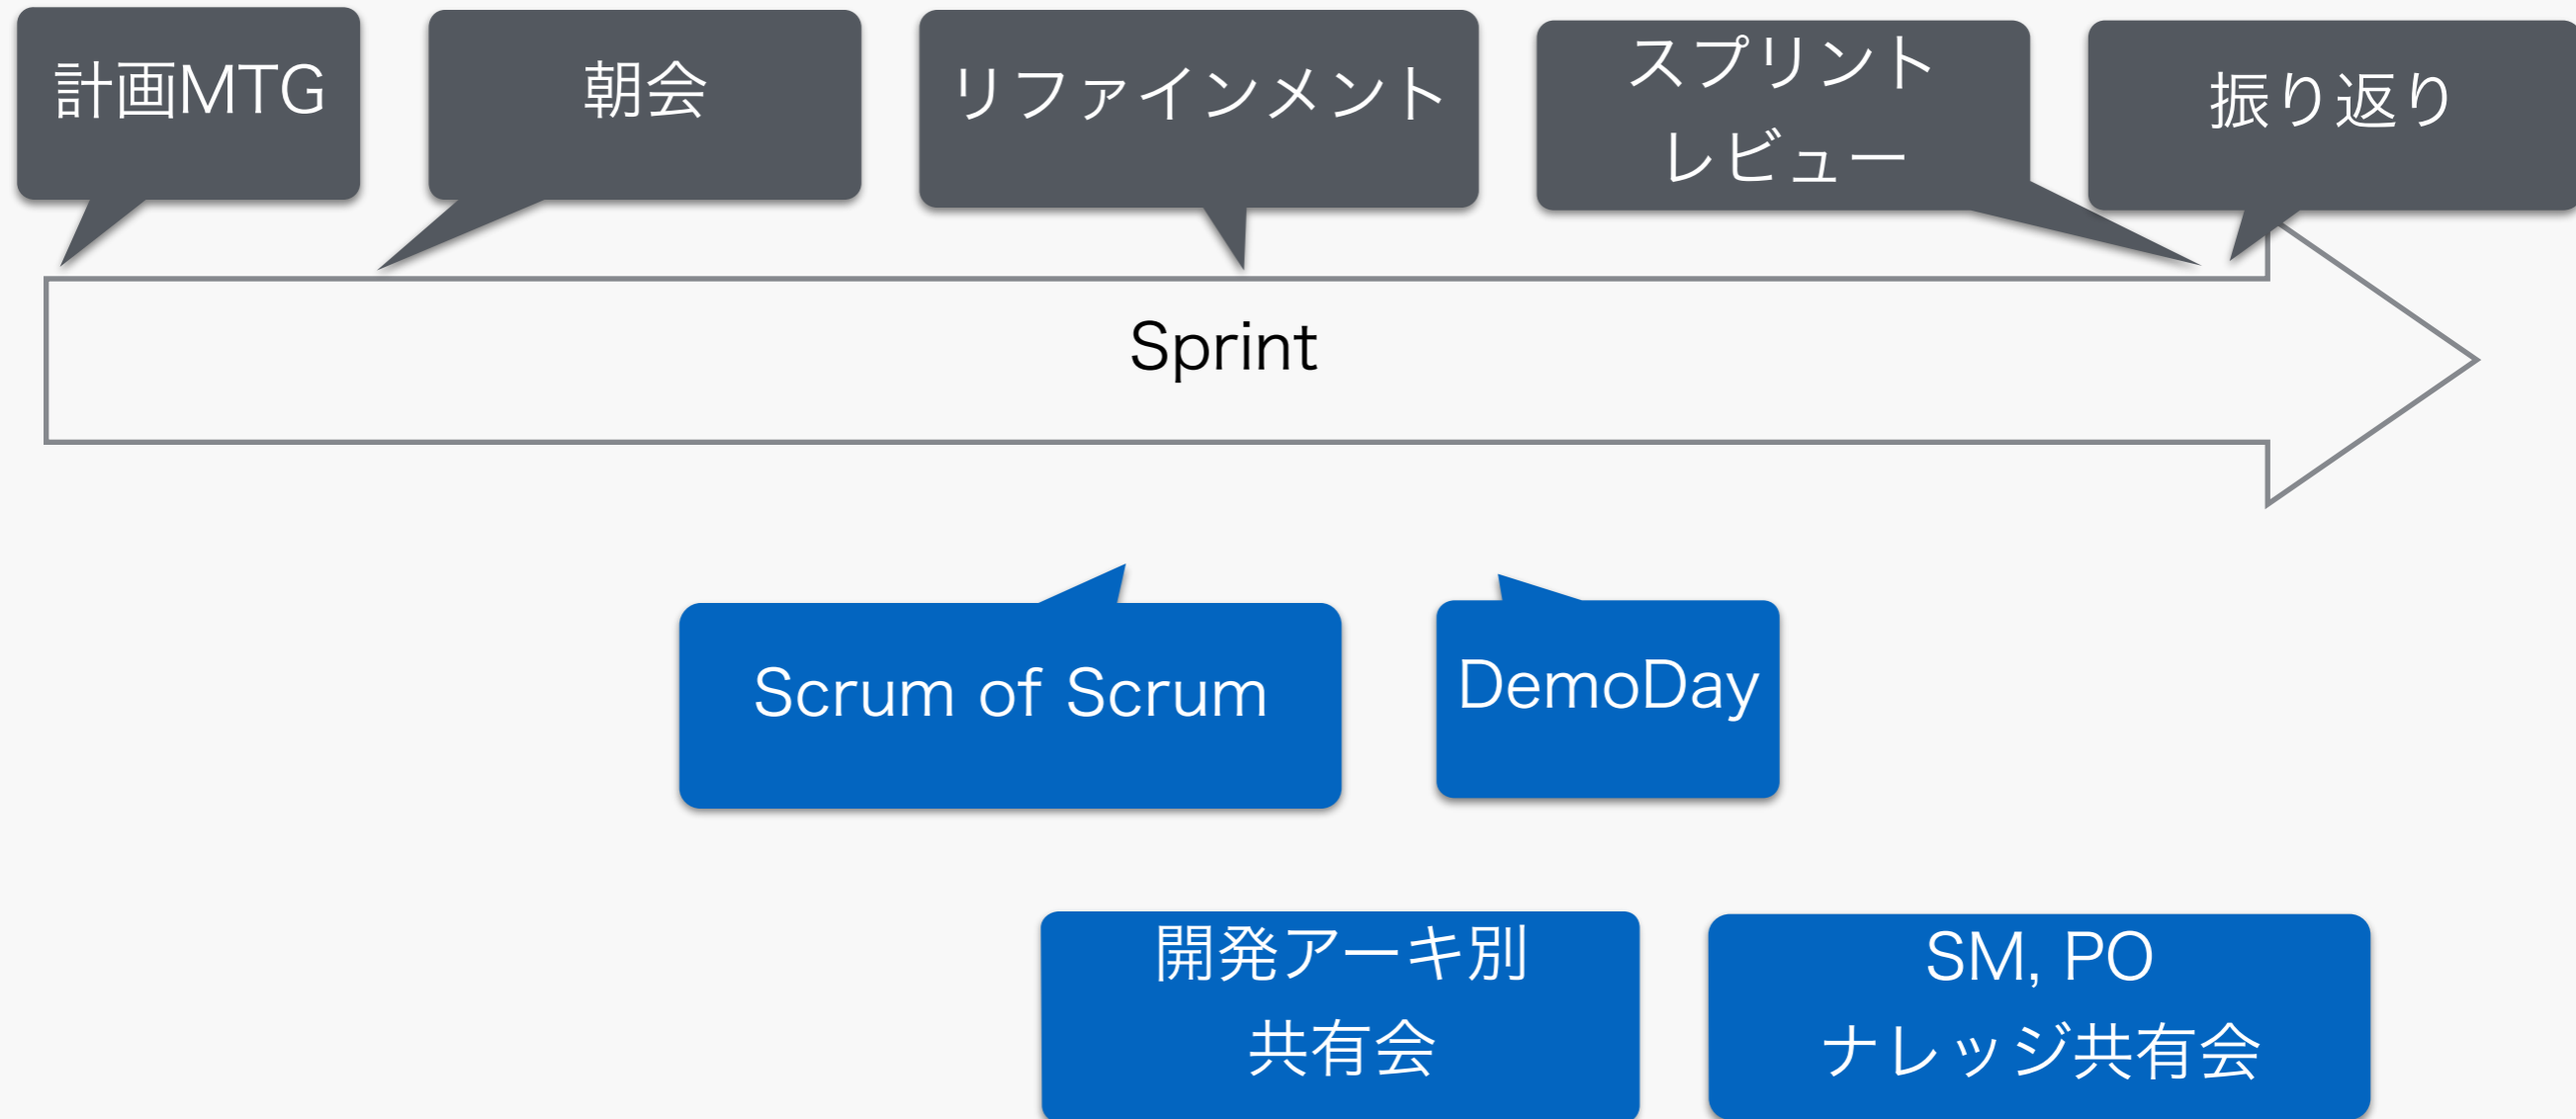 計画MTG
朝会
リファインメント
スプリント
レビュー
振り返り
Sprint
Scrum of Scrum
DemoDay
開発アーキ別
共有会
SM, PO
ナレッジ共有会